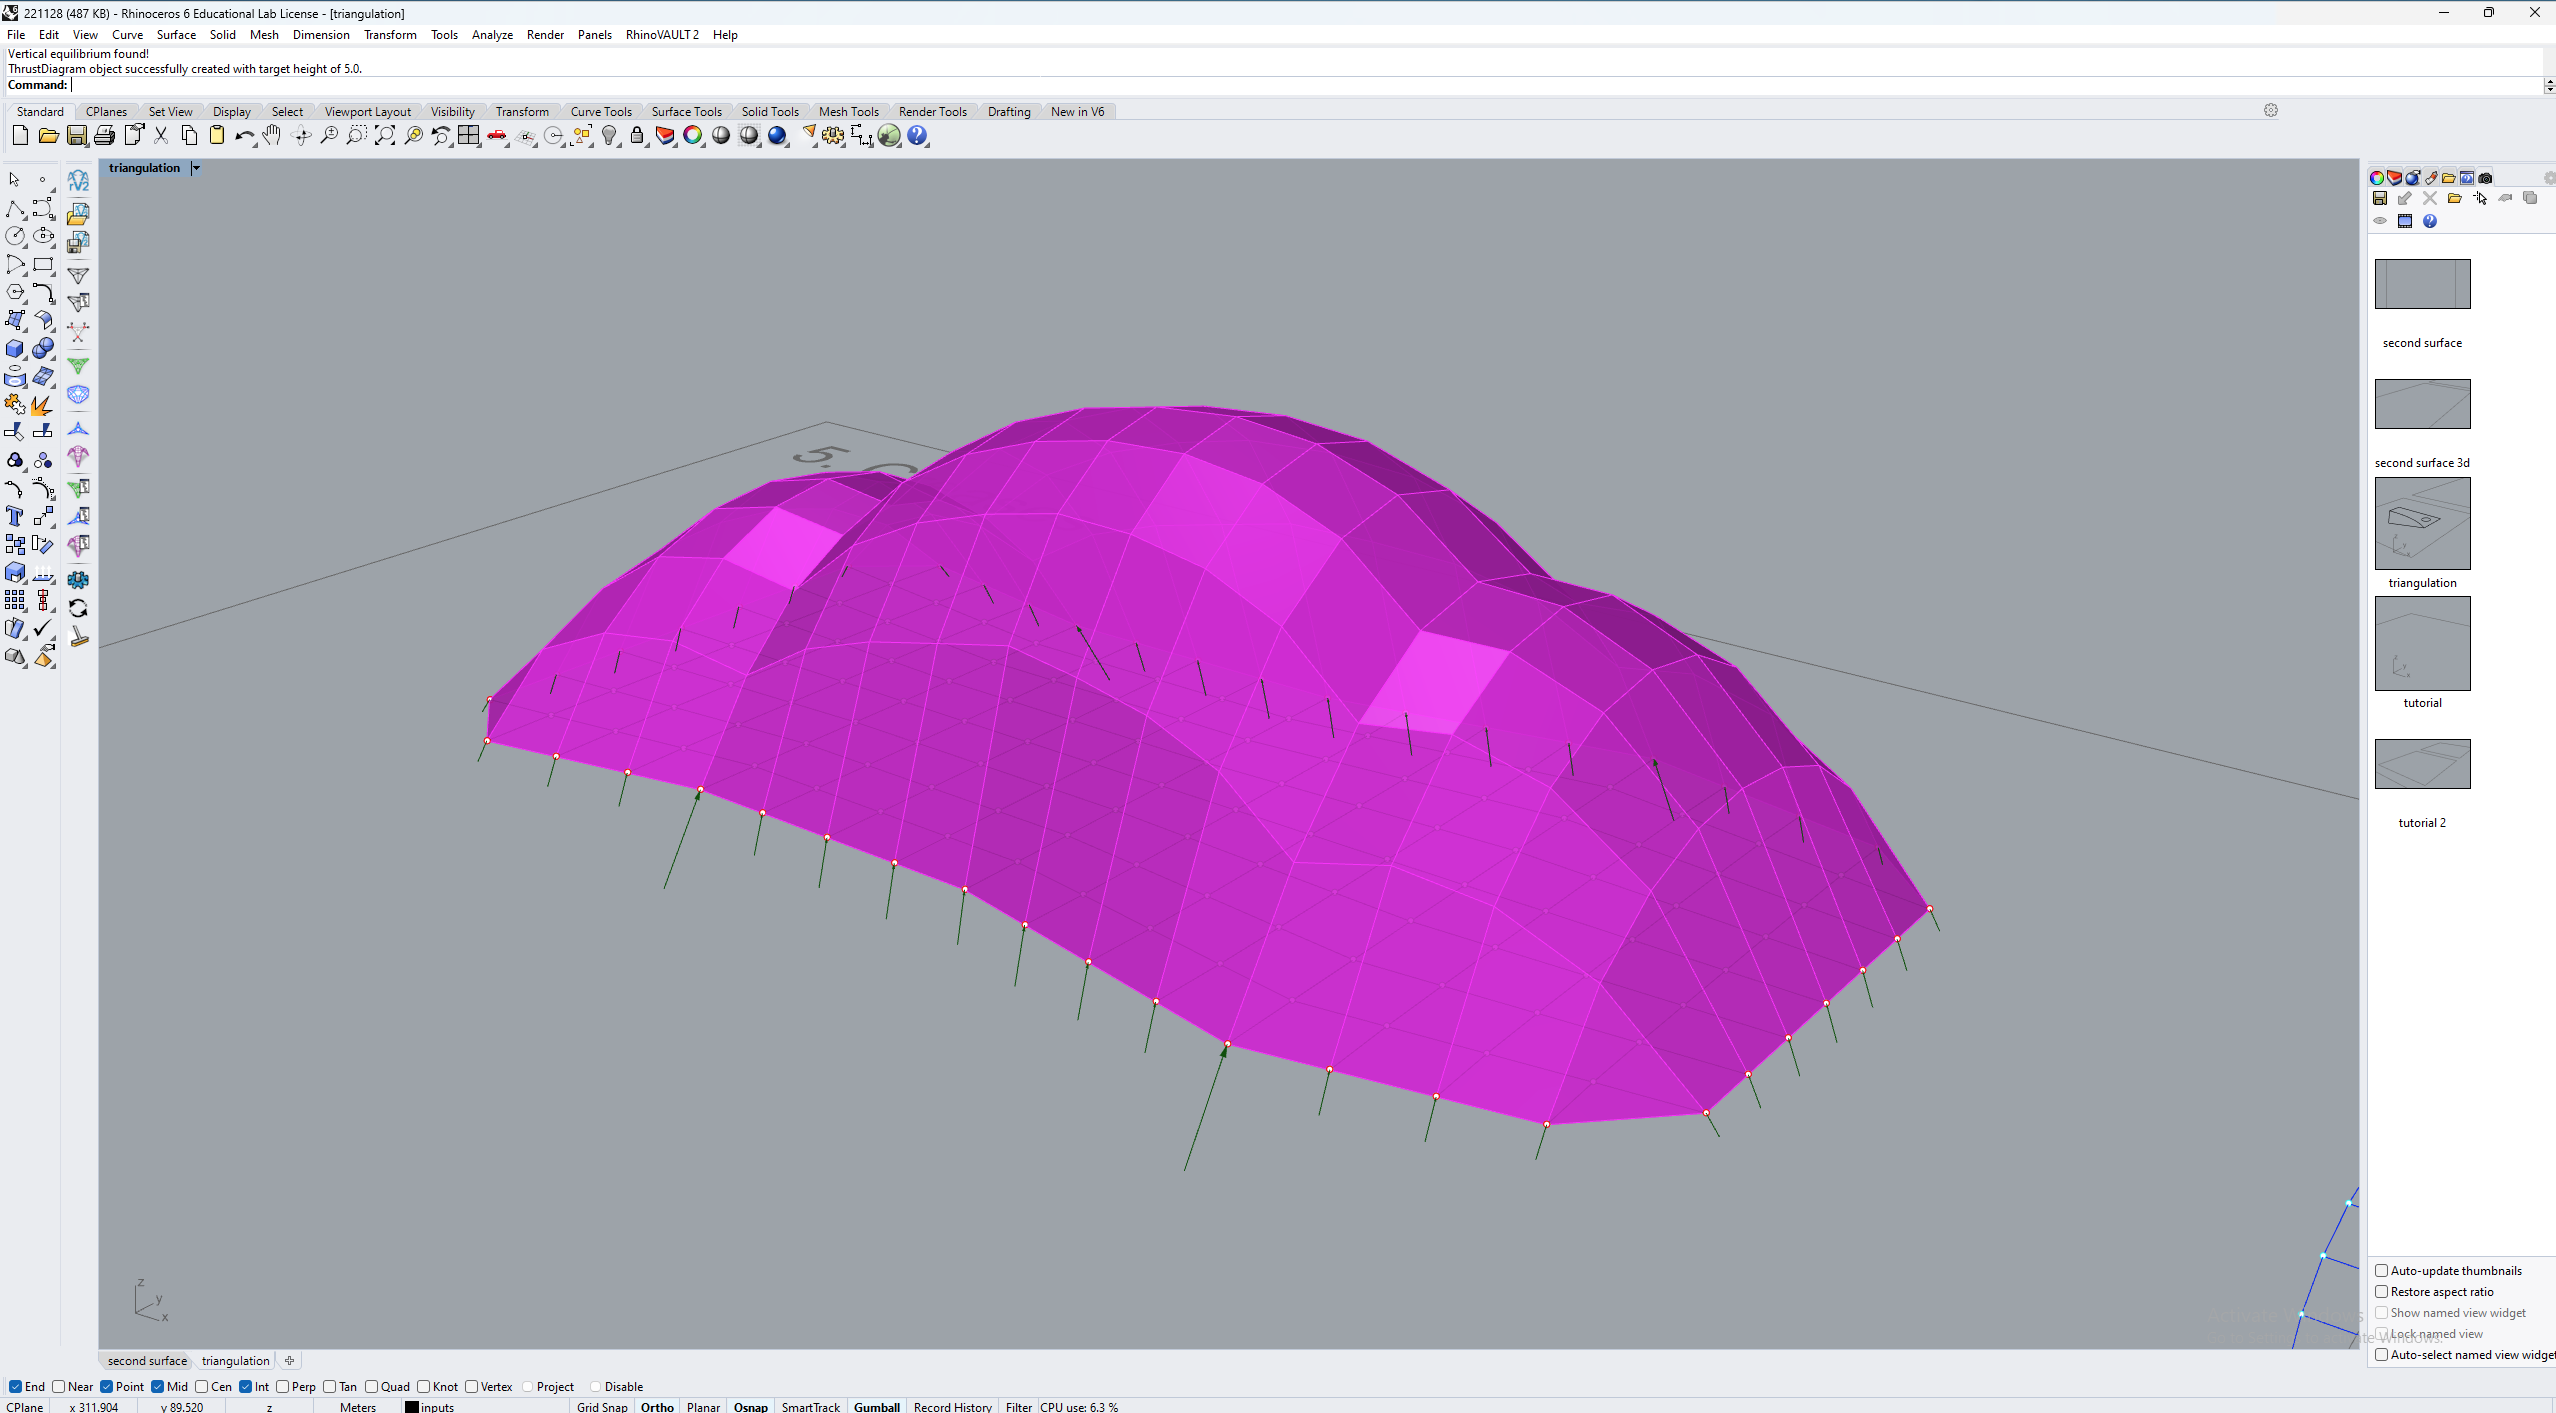 221128 (487 KB) - Rhinoceros 6 Educational Lab License - [triangulation]
File Edit View Curve Surface Solid Mesh Dimension Transform Tools Analyze Render Panels RhinoVAULT 2 Help
Vertical equilibrium found!
ThrustDiagram object successfully created with target height of 5.0.
Command:
Standard CPlanes Set View Display Select Viewport Layout Visibility Transform Curve Tools Surface Tools Solid Tools Mesh Tools Render Tools Drafting New in V6
triangulation
rV2
5.
second surface
second surface 3d
triangulation
tutorial
tutorial 2
z
y
x
Auto-update thumbnails
Restore aspect ratio
Show named view widget
Lock named view
Auto-select named view widget
second surface triangulation
End Near Point Mid Cen Int Perp Tan Quad Knot Vertex Project Disable
CPlane x 311.904 y 89.520 z Meters inputs Grid Snap Ortho Planar Osnap SmartTrack Gumball Record History Filter CPU use: 6.3 %